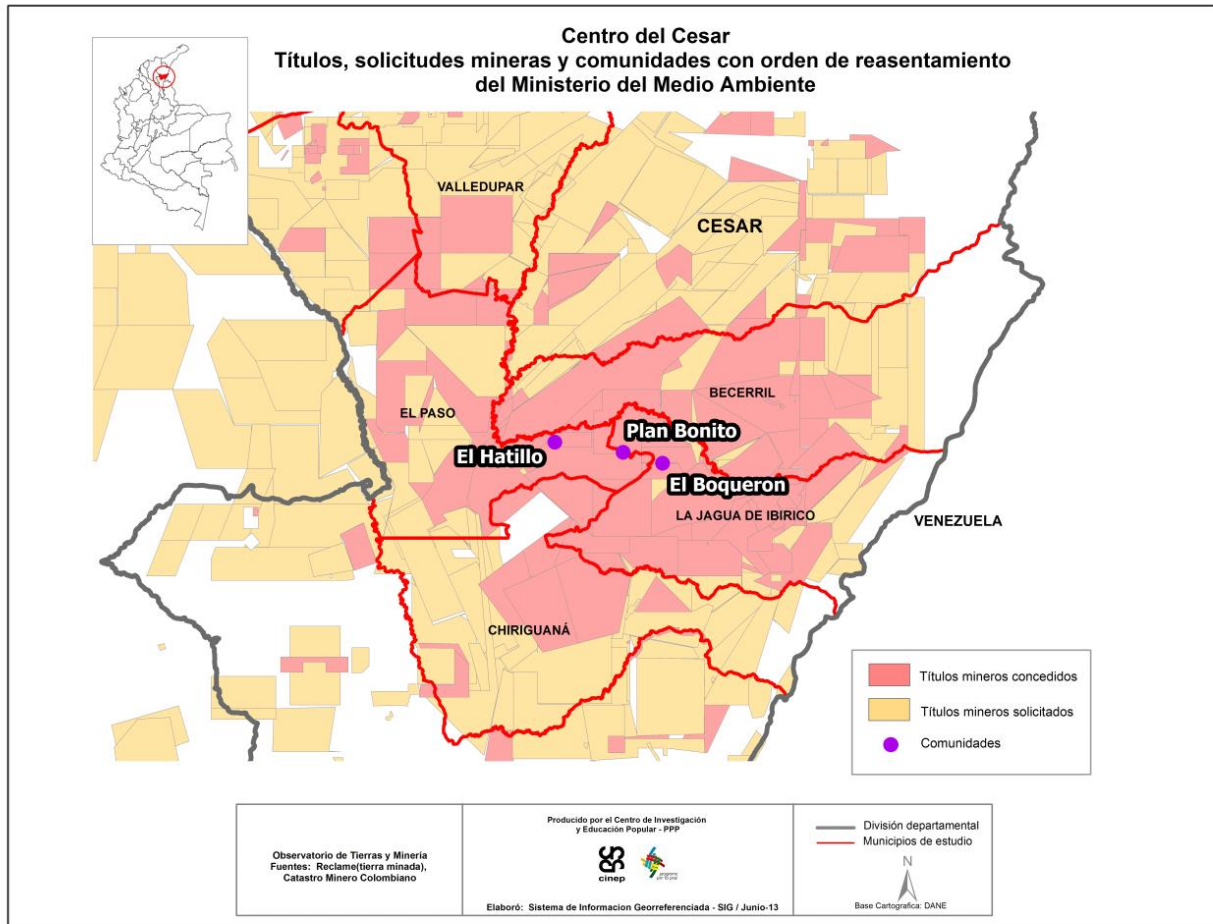 Centro del Cesar
Títulos, solicitudes mineras y comunidades con orden de reasentamiento
del Ministerio del Medio Ambiente
VALLEDUPAR
CESAR
BECERRIL
EL PASO
Plan Bonito
El Hatillo
El Boqueron
LA JAGUA DE IBIRICO
VENEZUELA
CHIRIGUANÁ
Títulos mineros concedidos
Títulos mineros solicitados
Comunidades
Observatorio de Tierras y Minería
Fuentes: Reclame(tierra minada),
Catastro Minero Colombiano
Producido por el Centro de Investigación
y Educación Popular - PPP
cinep
programa
por la paz
Elaboró: Sistema de Informacion Georreferenciada - SIG / Junio-13
División departamental
Municipios de estudio
N
Base Cartografica: DANE